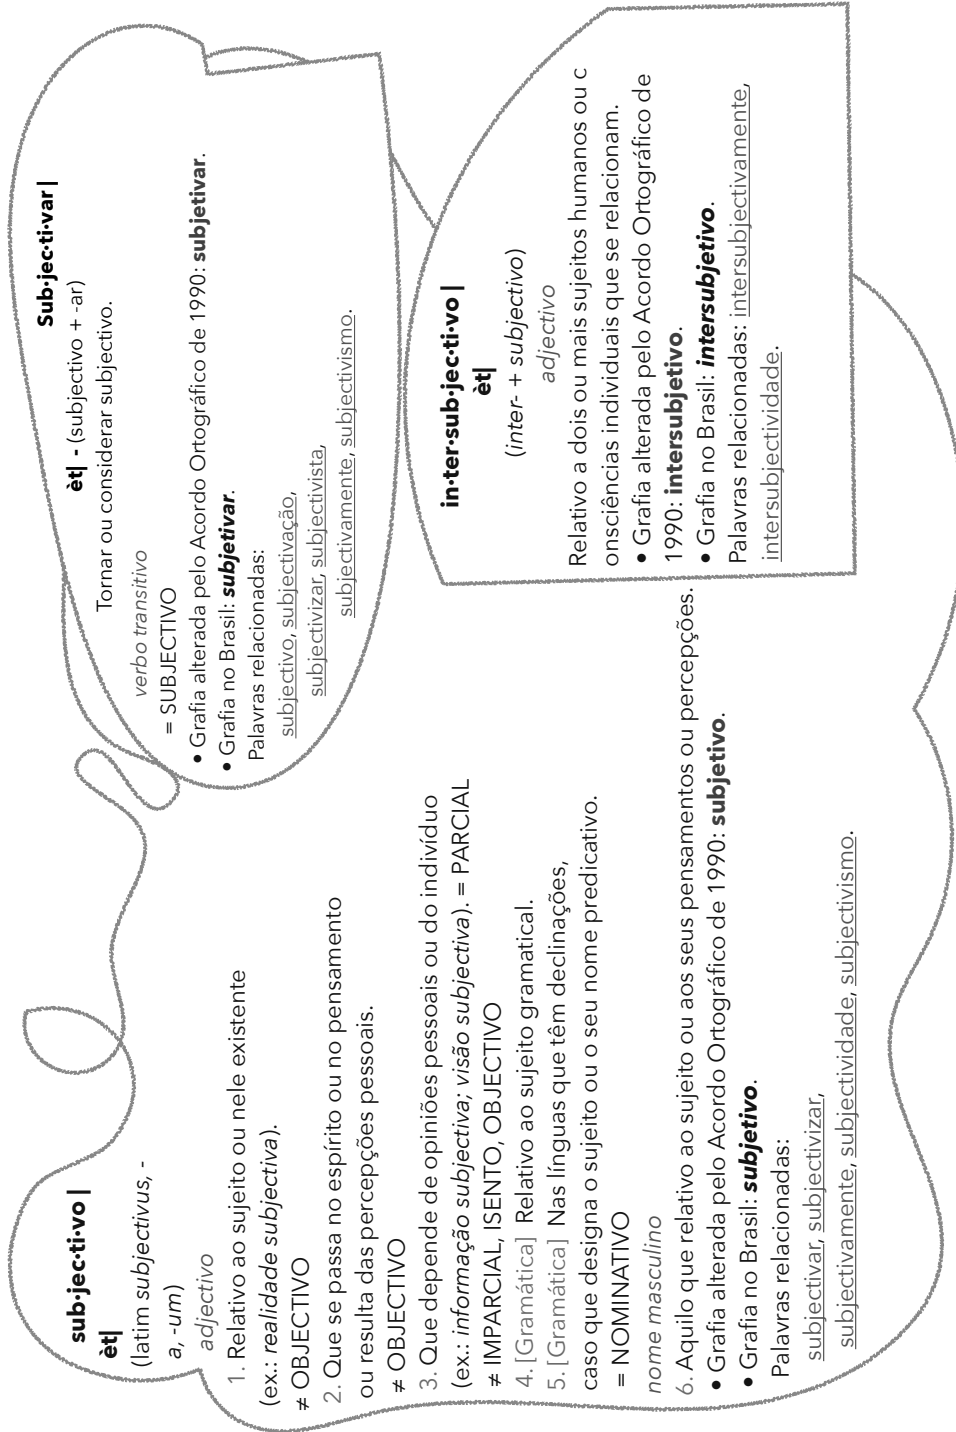 sub·jec·ti·vo |
èt|
(latim subjectivus, -
a, -um)
adjectivo
1. Relativo ao sujeito ou nele existente
(ex.: realidade subjectiva).
≠ OBJECTIVO
2. Que se passa no espírito ou no pensamento
ou resulta das percepções pessoais.
≠ OBJECTIVO
3. Que depende de opiniões pessoais ou do indivíduo
(ex.: informação subjectiva; visão subjectiva). = PARCIAL
≠ IMPARCIAL, ISENTO, OBJECTIVO
4. [Gramática] Relativo ao sujeito gramatical.
5. [Gramática] Nas línguas que têm declinações,
caso que designa o sujeito ou o seu nome predicativo.
= NOMINATIVO
nome masculino
6. Aquilo que relativo ao sujeito ou aos seus pensamentos ou percepções.
• Grafia alterada pelo Acordo Ortográfico de 1990: subjetivo.
• Grafia no Brasil: subjetivo.
Palavras relacionadas:
subjectivar, subjectivizar,
subjectivamente, subjectividade, subjectivismo.
Sub·jec·ti·var |
èt| - (subjectivo + -ar)
Tornar ou considerar subjectivo.
verbo transitivo
= SUBJECTIVO
• Grafia alterada pelo Acordo Ortográfico de 1990: subjetivar.
• Grafia no Brasil: subjetivar.
Palavras relacionadas:
subjectivo, subjectivação,
subjectivizar, subjectivista,
subjectivamente, subjectivismo.
in·ter·sub·jec·ti·vo |
èt|
(inter- + subjectivo)
adjectivo
Relativo a dois ou mais sujeitos humanos ou c
onsciências individuais que se relacionam.
• Grafia alterada pelo Acordo Ortográfico de
1990: intersubjetivo.
• Grafia no Brasil: intersubjetivo.
Palavras relacionadas: intersubjectivamente,
intersubjectividade.